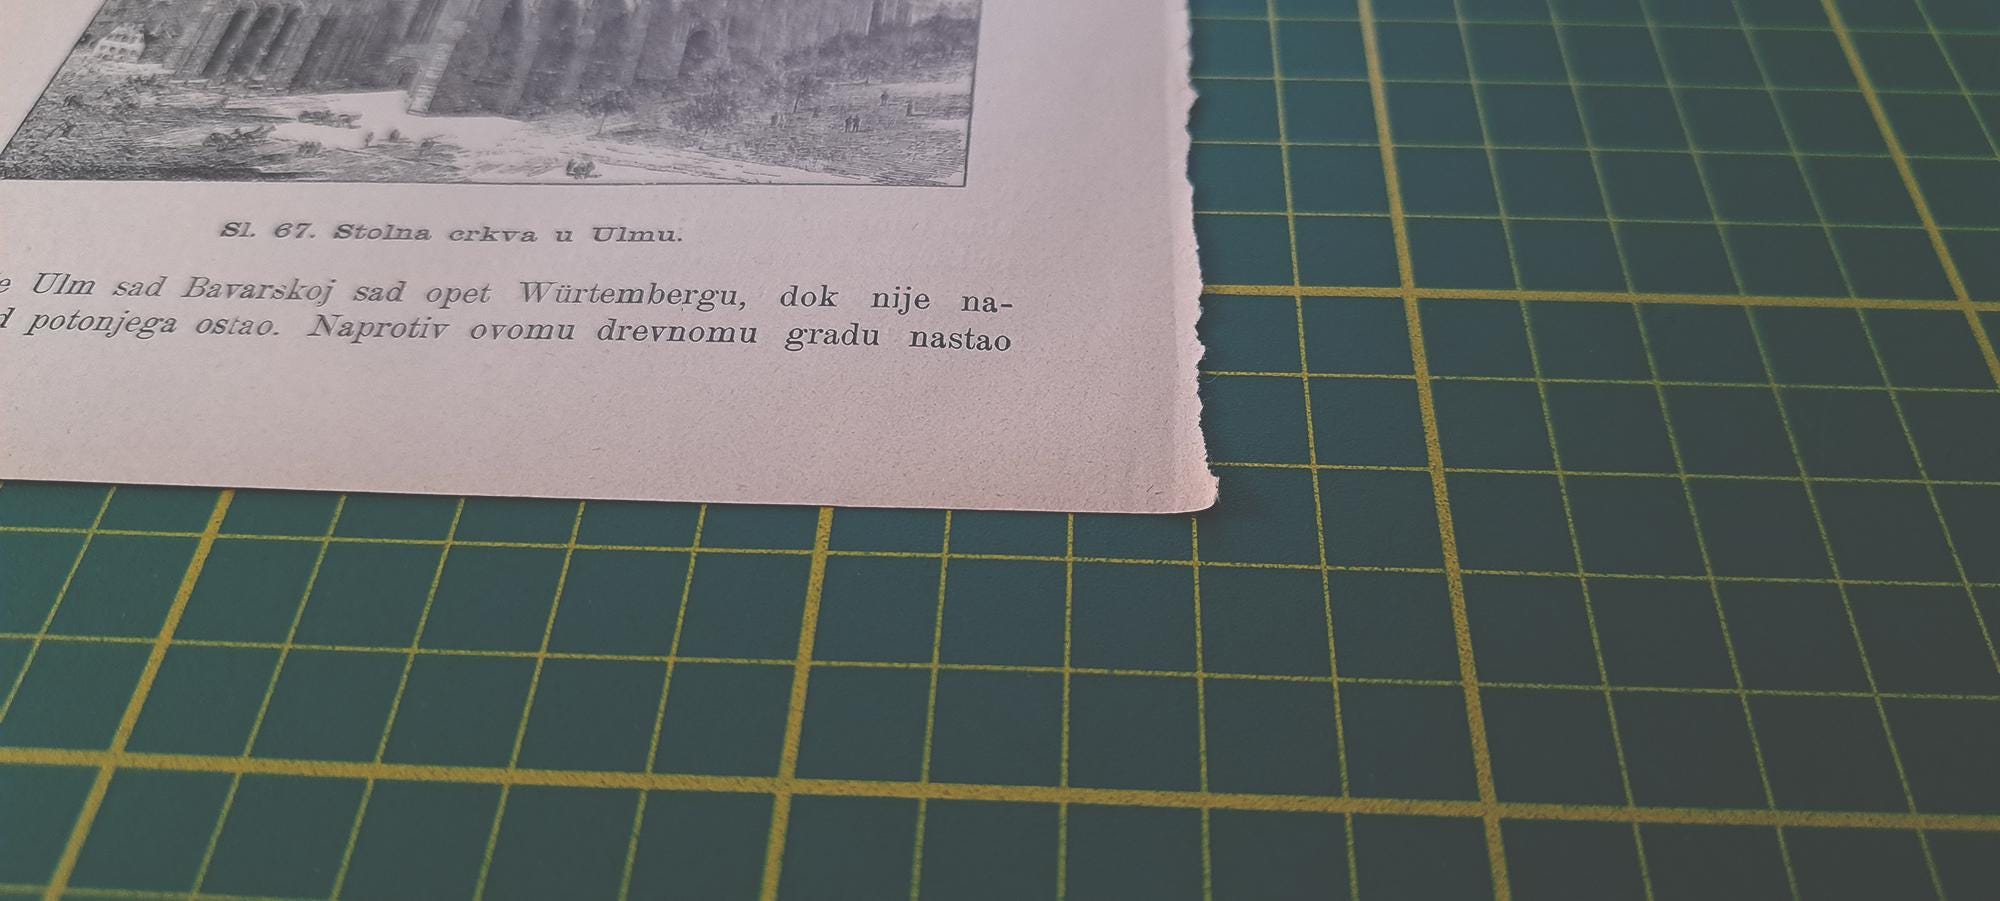 Sl. 67. Stolna crkva u Ulmu.
Ulm sad Bavarskoj sad opet Würtembergu, dok nije na-
potonjega ostao. Naprotiv ovomu drevnomu gradu nastao